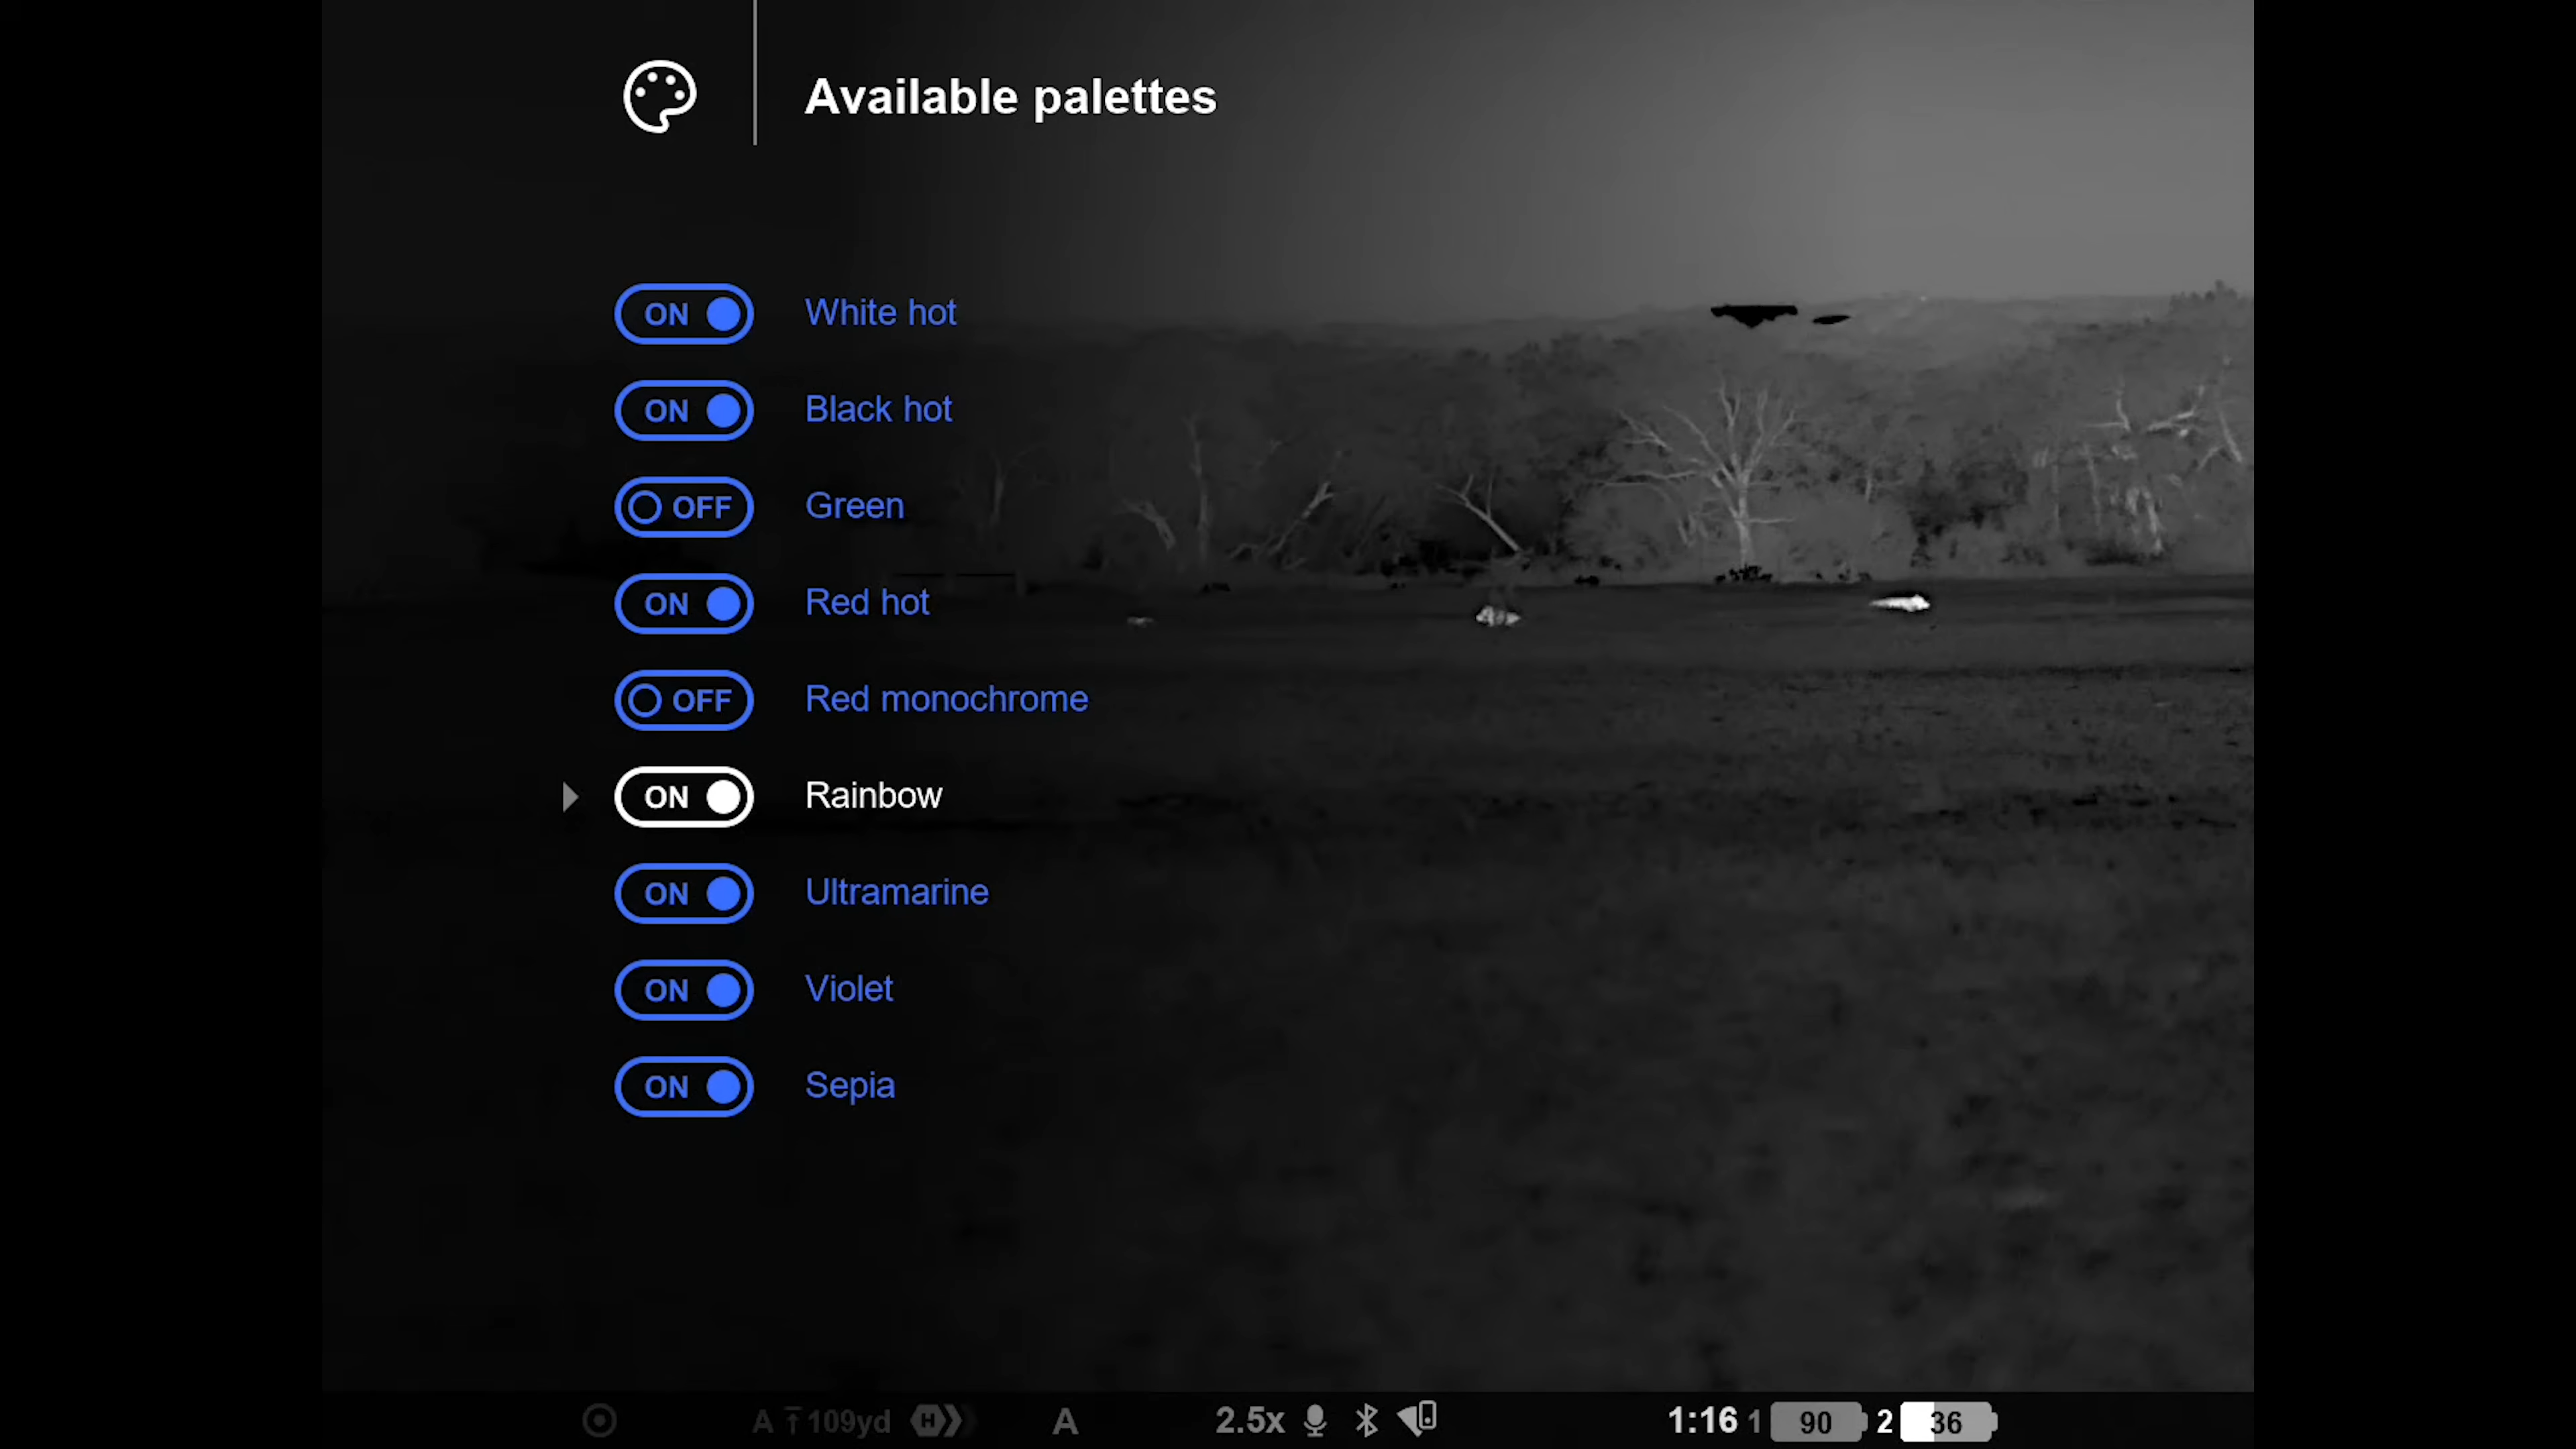 Available palettes
ON White hot
ON Black hot
OFF Green
ON Red hot
OFF Red monochrome
ON Rainbow
ON Ultramarine
ON Violet
ON Sepia
A 109yd H A 2.5x 1:16 1 90 2 36